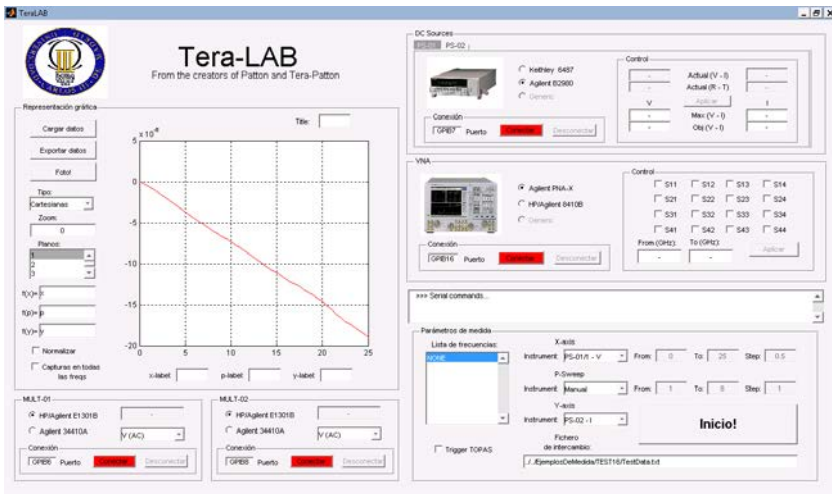 TeraLAB
Tera-LAB
From the creators of Patton and Tera-Patton
Representación gráfica
Cargar datos
Exportar datos
Foto!
Tipo:
Cartesianas
Zoom:
0
Planos:
1
2
3
f(x)= x
f(p)= p
f(y)= y
Normalizar
Capturas en todas
las freqs
Title:
x 10
5
0
-5
-10
-15
-20
0 5 10 15 20 25
x-label: p-label: y-label:
MULT-01
HP/Agilent E1301B -
Agilent 34410A V (AC)
Conexión
GPIB6 Puerto Conectar Desconectar
MULT-02
HP/Agilent E1301B -
Agilent 34410A V (AC)
Conexión
GPIB8 Puerto Conectar Desconectar
DC Sources
PS-01 PS-02
Keithley 6487
Agilent B2980
Generic
Conexión
GPIB7 Puerto Conectar Desconectar
Control
- Actual (V - I) -
- Actual (R - T) -
V Aplicar I
- Max (V - I) -
- Obj (V - I) -
VNA
Agilent PNA-X
HP/Agilent 8410B
Generic
Conexión
GPIB16 Puerto Conectar Desconectar
Control
S11 S12 S13 S14
S21 S22 S23 S24
S31 S32 S33 S34
S41 S42 S43 S44
From (GHz): To (GHz):
- - Aplicar
>>> Serial commands...
Parámetros de medida
Lista de frecuencias:
NONE
Trigger TOPAS
X-axis
Instrument: PS-01/I - V From: 0 To: 25 Step: 0.5
P-Sweep
Instrument: Manual From: 1 To: 8 Step: 1
Y-axis
Instrument: PS-02 - I
Inicio!
Fichero
de intercambio:
./../EjemplosDeMedida/TEST16/TestData.txt